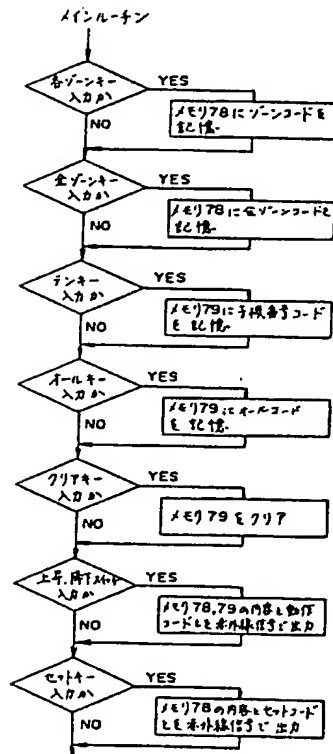 メインルーチン
各ゾーンキー
入力か
YES
メモリ78にゾーンコードを
記憶.
NO
全ゾーンキー
入力か
YES
メモリ78に全ゾーンコードを
記憶.
NO
テンキー
入力か
YES
メモリ79に子機番号コード
を記憶.
NO
オールキー
入力か
YES
メモリ79にオールコード
を記憶.
NO
クリアキー
入力か
YES
メモリ79をクリア
NO
上昇,降下スイッチ
入力か
YES
メモリ78,79の内容と動作
コードとを赤外線信号で出力
NO
セットキー
入力か
YES
メモリ78の内容とセットコード
とを赤外線信号で出力
NO